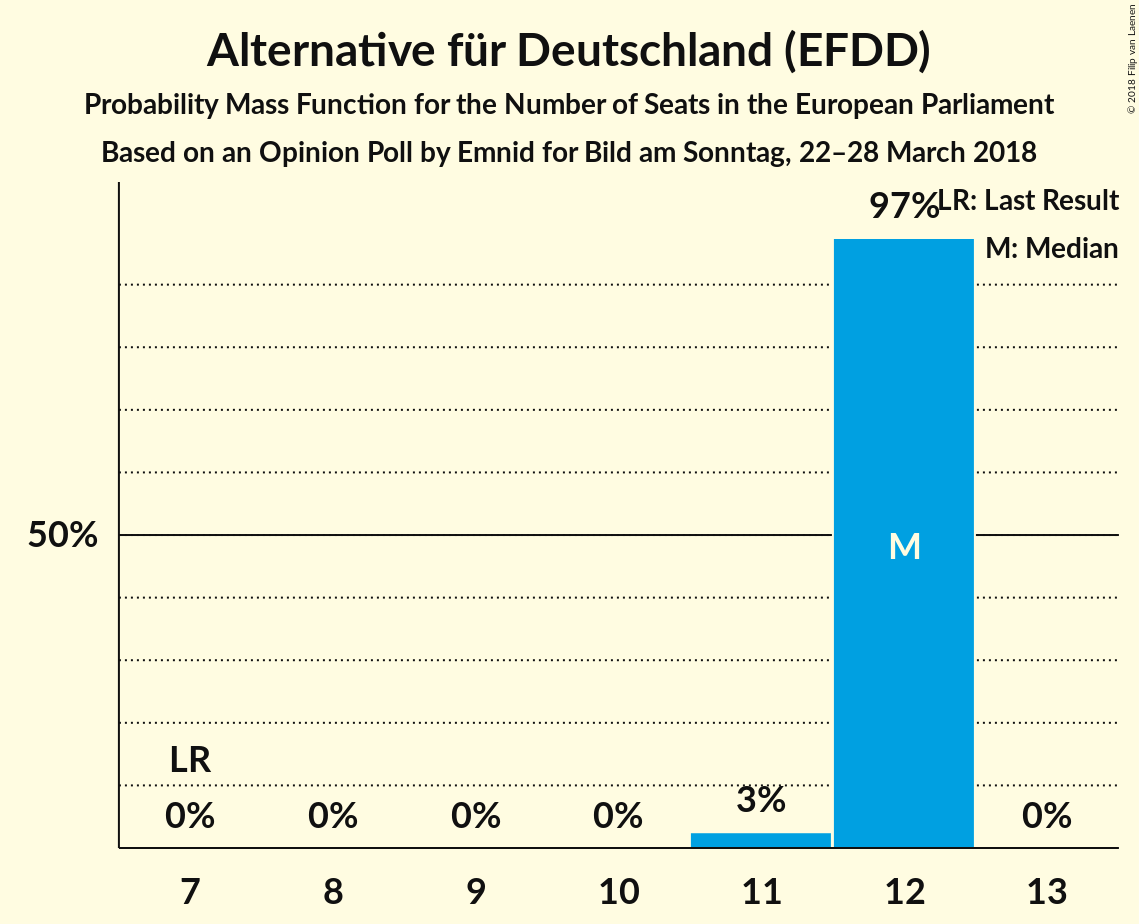 Alternative für Deutschland (EFDD)
Probability Mass Function for the Number of Seats in the European Parliament
Based on an Opinion Poll by Emnid for Bild am Sonntag, 22–28 March 2018
© 2018 Filip van Laenen
97%
LR: Last Result
M: Median
50%
M
LR
0%
0%
0%
0%
3%
0%
7
8
9
10
11
12
13